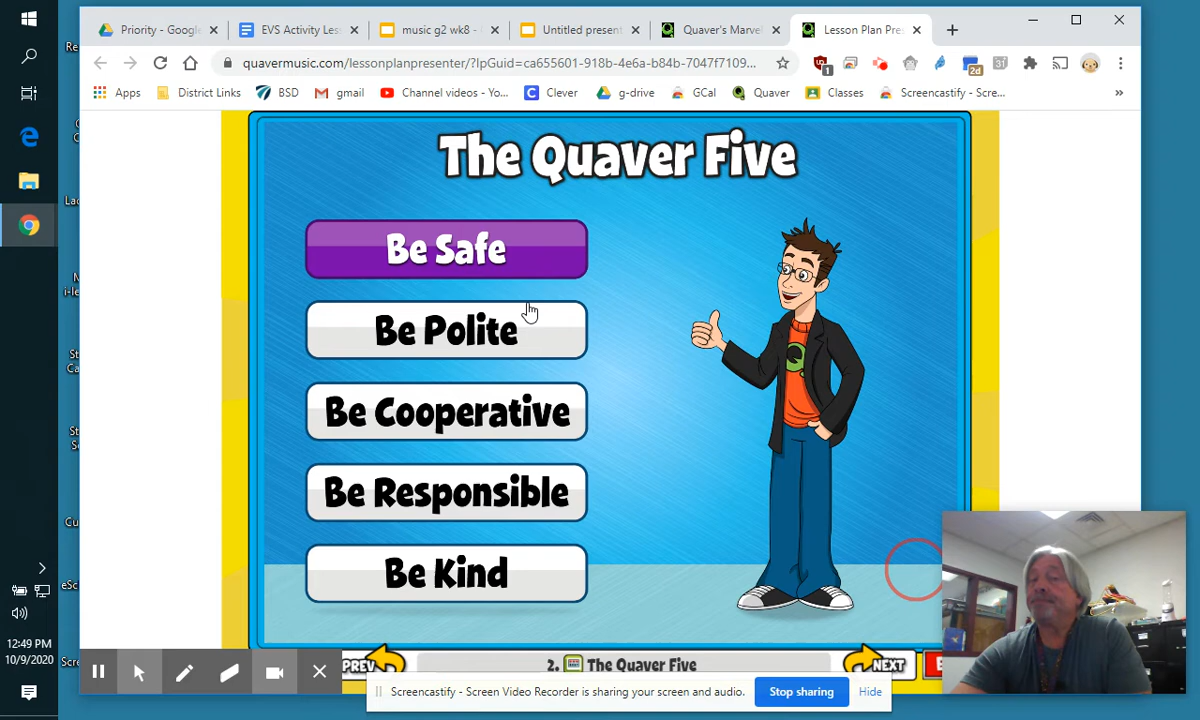 Priority - Google
EVS Activity Les
music g2 wk8 -
Untitled present
Quaver's Marvel
Lesson Plan Pre
quavermusic.com/lessonplanpresenter/?lpGuid=ca655601-918b-4e6a-b84b-7047f7109...
1
2d
31
Apps
District Links
BSD
gmail
Channel videos - Yo...
Clever
g-drive
GCal
Quaver
Classes
Screencastify - Scre...
»
The Quaver Five
Be Safe
Be Polite
Be Cooperative
Be Responsible
Be Kind
PREV
2. The Quaver Five
NEXT
Screencastify - Screen Video Recorder is sharing your screen and audio.
Stop sharing
Hide
12:49 PM
10/9/2020